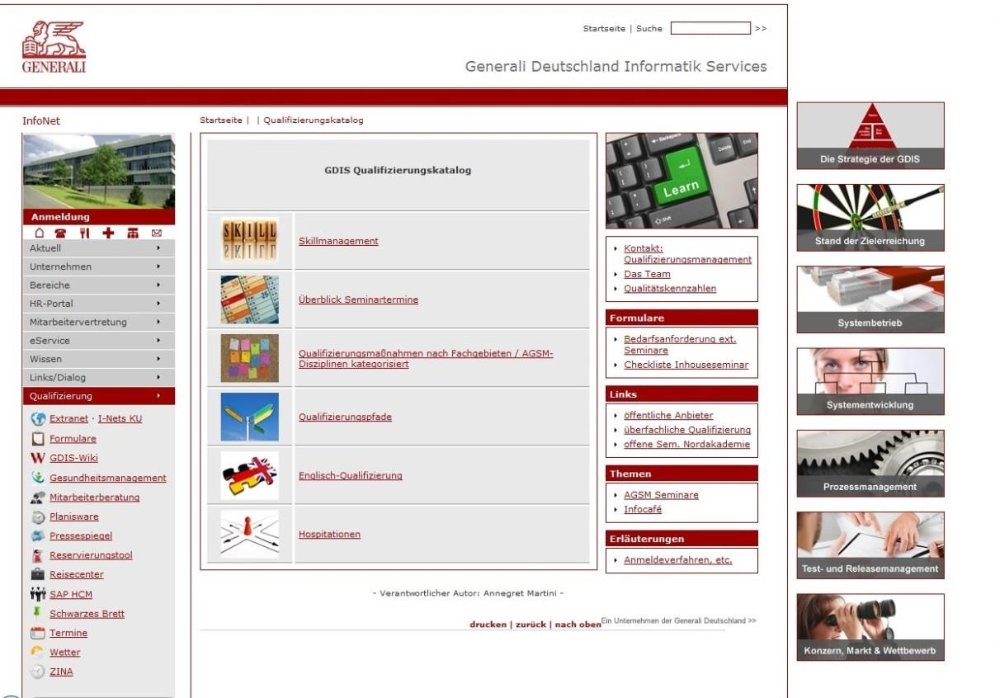 GENERALI
Startseite | Suche >>
Generali Deutschland Informatik Services
InfoNet
Anmeldung
Aktuell
Unternehmen
Bereiche
HR-Portal
Mitarbeitervertretung
eService
Wissen
Links/Dialog
Qualifizierung
Extranet · I-Nets KU
Formulare
GDIS-Wiki
Gesundheitsmanagement
Mitarbeiterberatung
Planisware
Pressespiegel
Reservierungstool
Reisecenter
SAP HCM
Schwarzes Brett
Termine
Wetter
ZINA
Startseite | | Qualifizierungskatalog
GDIS Qualifizierungskatalog
SKILL
Skillmanagement
Überblick Seminartermine
Qualifizierungsmaßnahmen nach Fachgebieten / AGSM-
Disziplinen kategorisiert
Qualifizierungspfade
Englisch-Qualifizierung
Hospitationen
- Verantwortlicher Autor: Annegret Martini -
drucken | zurück | nach oben
Ein Unternehmen der Generali Deutschland >>
Backspace
Delete
End
Learn
Shift
Kontakt:
Qualifizierungsmanagement
Das Team
Qualitätskennzahlen
Formulare
Bedarfsanforderung ext.
Seminare
Checkliste Inhouseseminar
Links
öffentliche Anbieter
überfachliche Qualifizierung
offene Sem. Nordakademie
Themen
AGSM Seminare
Infocafé
Erläuterungen
Anmeldeverfahren, etc.
Die Strategie der GDIS
Stand der Zielerreichung
Systembetrieb
Systementwicklung
Prozessmanagement
Test- und Releasemanagement
Konzern, Markt & Wettbewerb